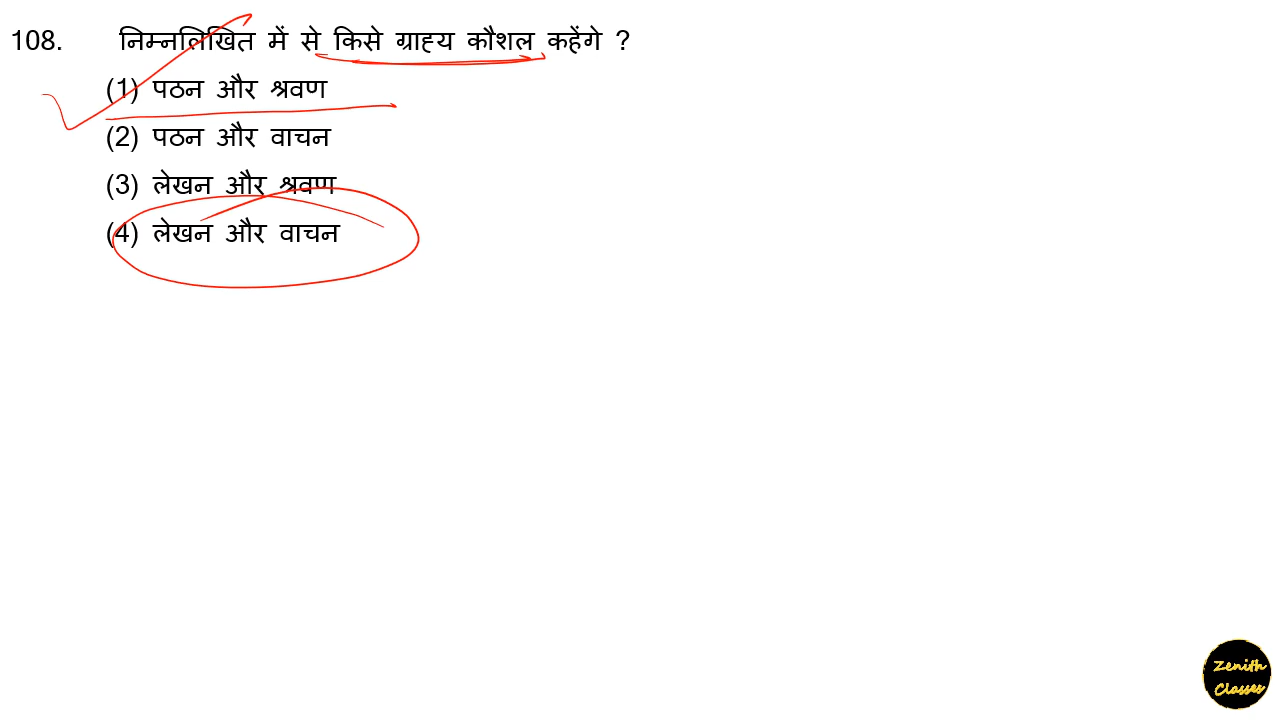 108. निम्नलिखित में से किसे ग्राह्य कौशल कहेंगे ?
(1) पठन और श्रवण
(2) पठन और वाचन
(3) लेखन और श्रवण
(4) लेखन और वाचन
Zenith
Classes